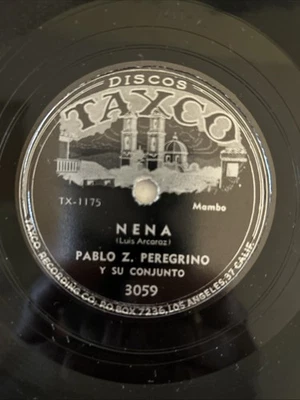 DISCOS
TAXCO
TX-1175
Mambo
NENA
(Luis Arcaraz)
PABLO Z. PEREGRINO
Y SU CONJUNTO
3059
TAXCO RECORDING CO., P.O. BOX 7236, LOS ANGELES, 37 CALIF.